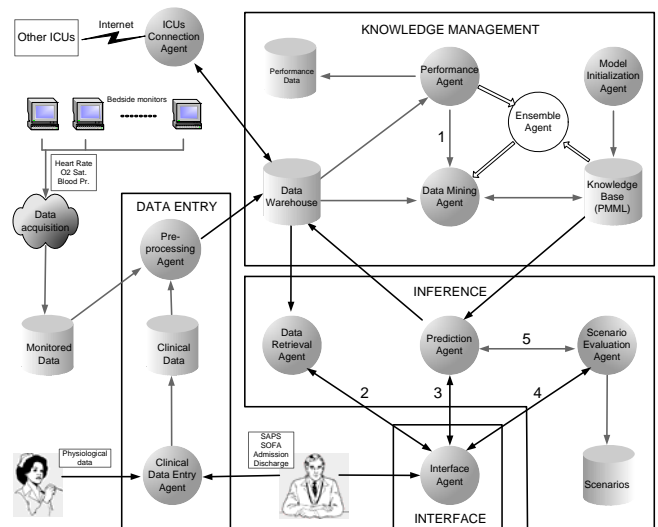 Other ICUs
Internet
ICUs
Connection
Agent
KNOWLEDGE MANAGEMENT
Performance
Data
Performance
Agent
Model
Initialization
Agent
Ensemble
Agent
Bedside monitors
1
Heart Rate
O2 Sat.
Blood Pr.
Data
Warehouse
Data Mining
Agent
Knowledge
Base
(PMML)
Data
acquisition
DATA ENTRY
Pre-
processing
Agent
INFERENCE
Monitored
Data
Clinical
Data
Data
Retrieval
Agent
Prediction
Agent
5
Scenario
Evaluation
Agent
2
3
4
Physiological
data
SAPS
SOFA
Admission
Discharge
Clinical
Data Entry
Agent
Interface
Agent
Scenarios
INTERFACE